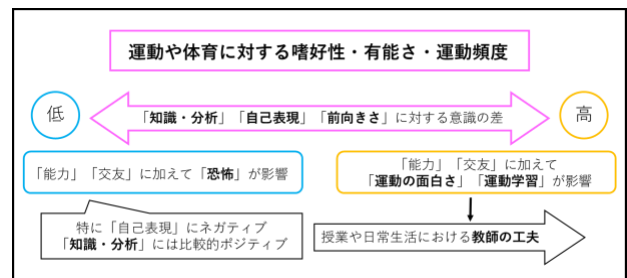 運動や体育に対する嗜好性・有能さ・運動頻度
低
「知識・分析」「自己表現」「前向きさ」に対する意識の差
高
「能力」「交友」に加えて「恐怖」が影響
「能力」「交友」に加えて
「運動の面白さ」「運動学習」が影響
特に「自己表現」にネガティブ
「知識・分析」には比較的ポジティブ
授業や日常生活における教師の工夫